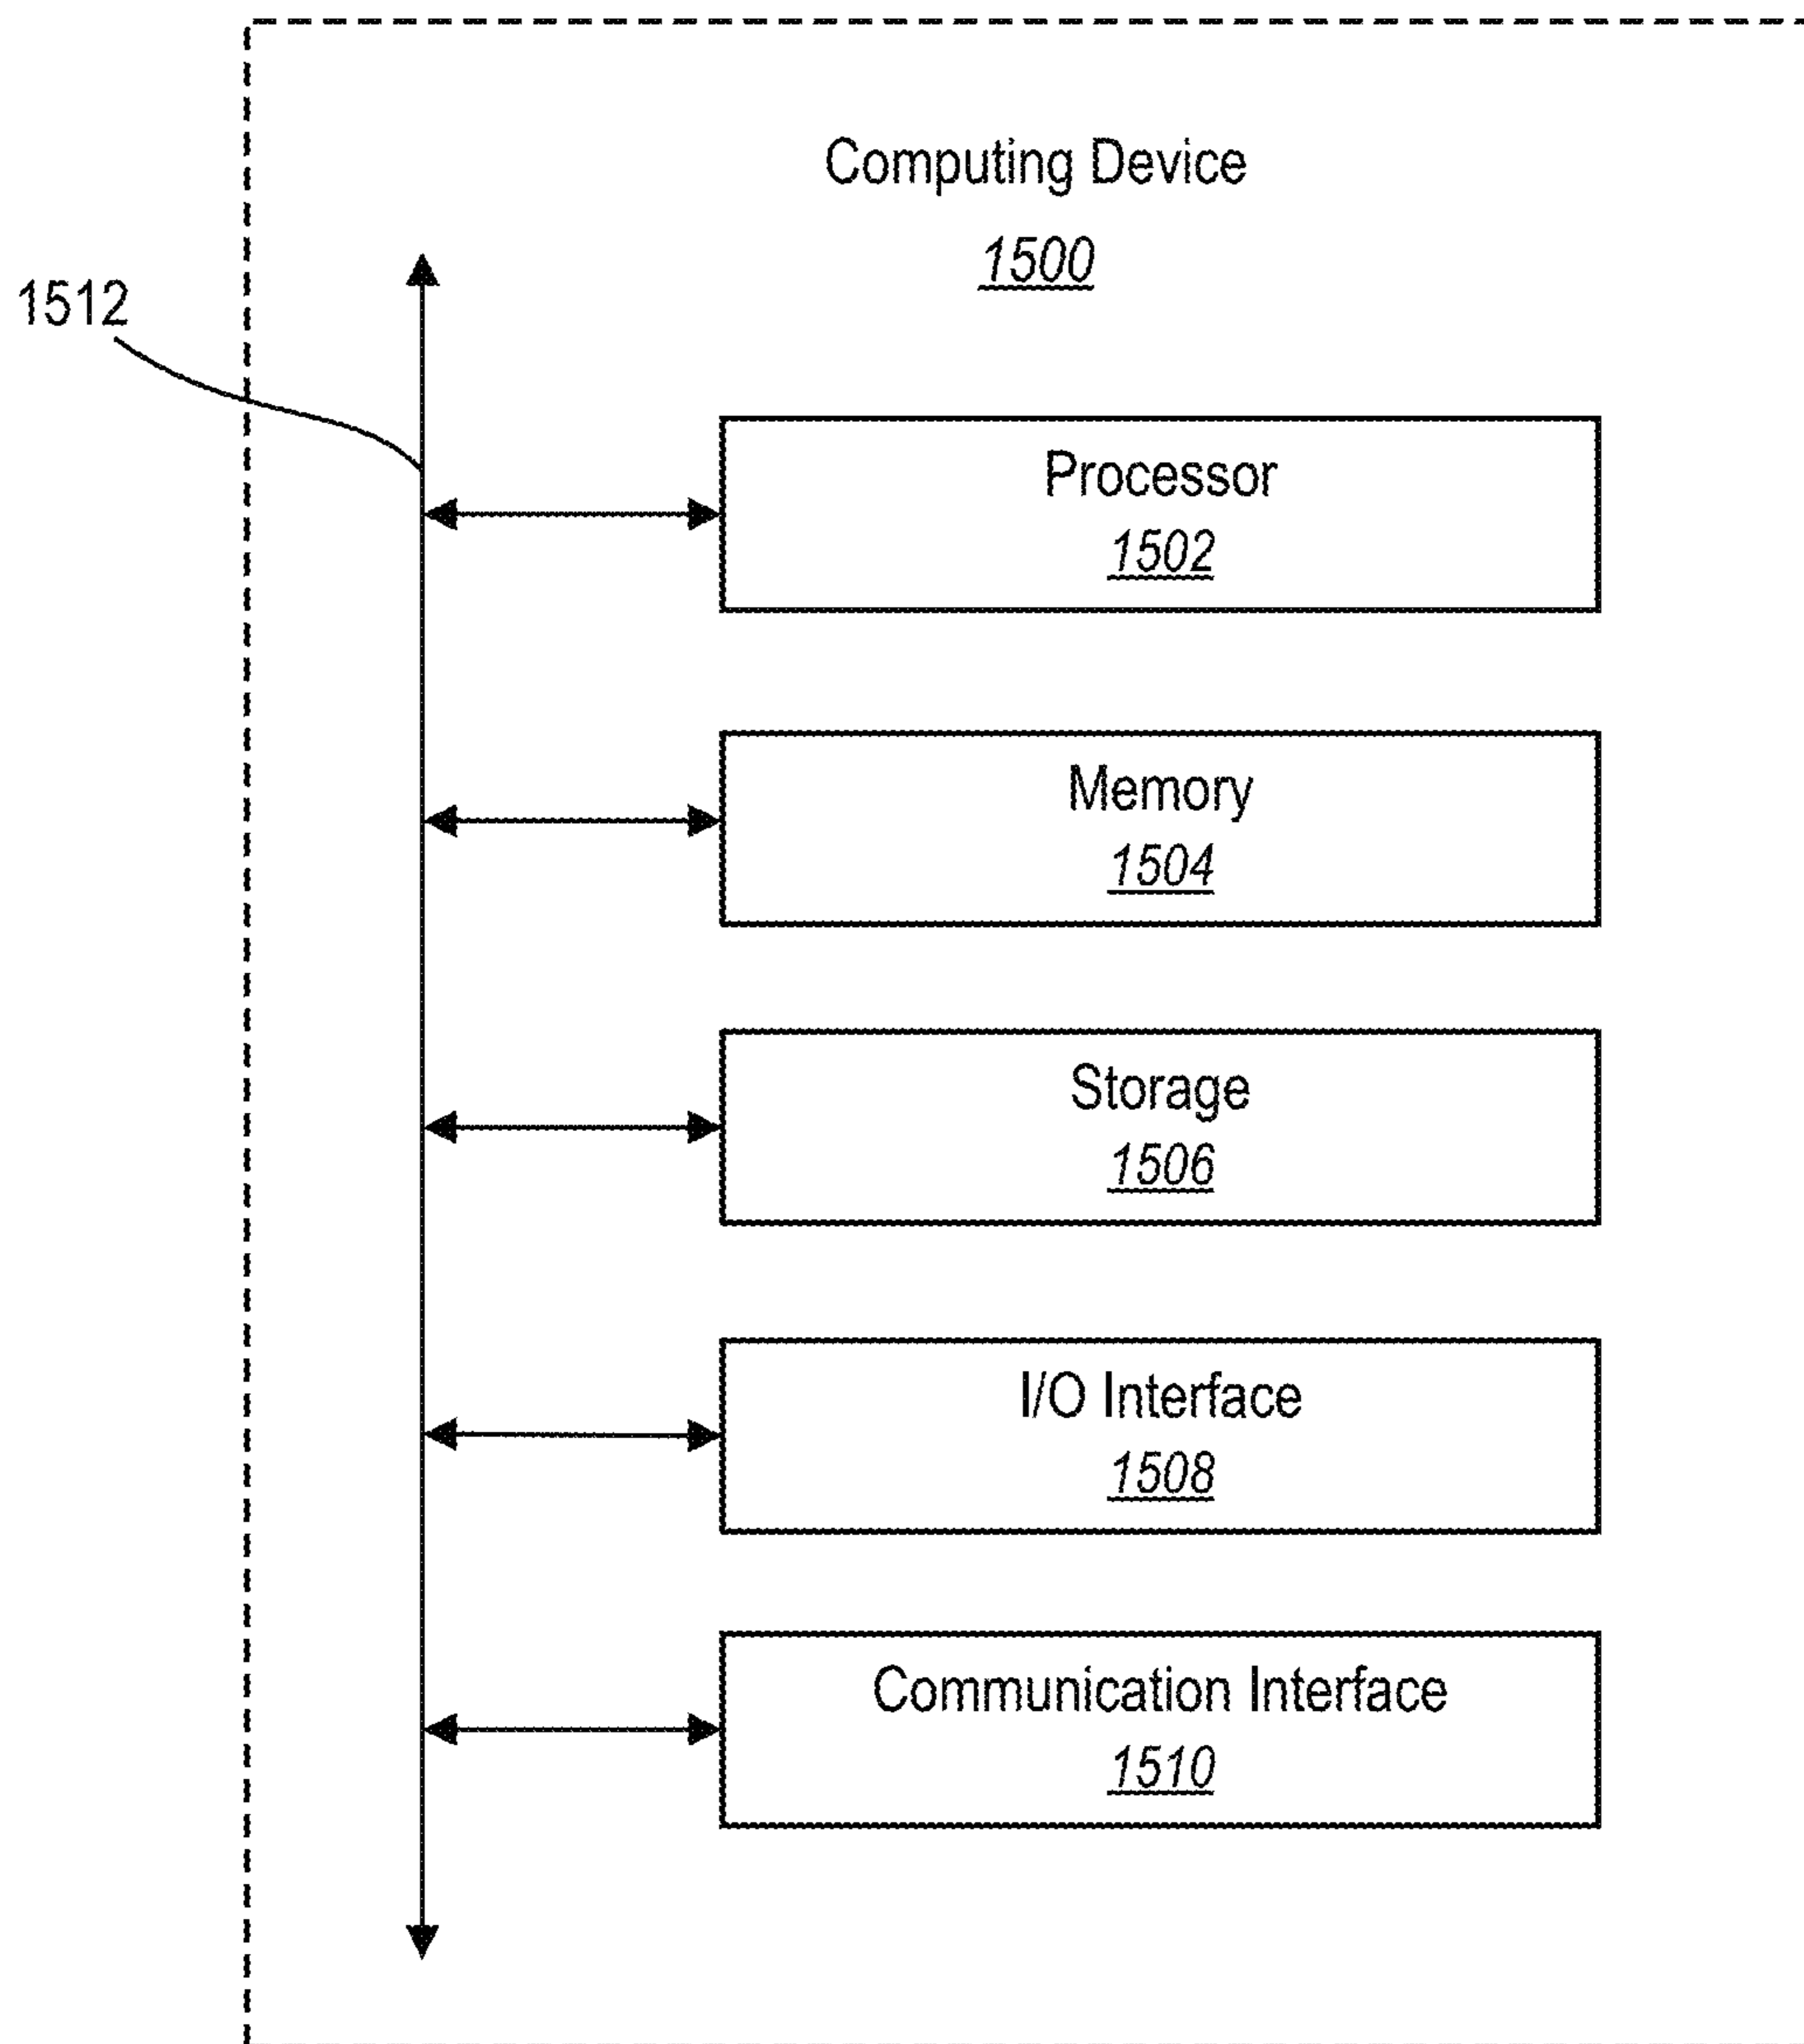 Computing Device
1500
1512
Processor
1502
Memory
1504
Storage
1506
I/O Interface
1508
Communication Interface
1510